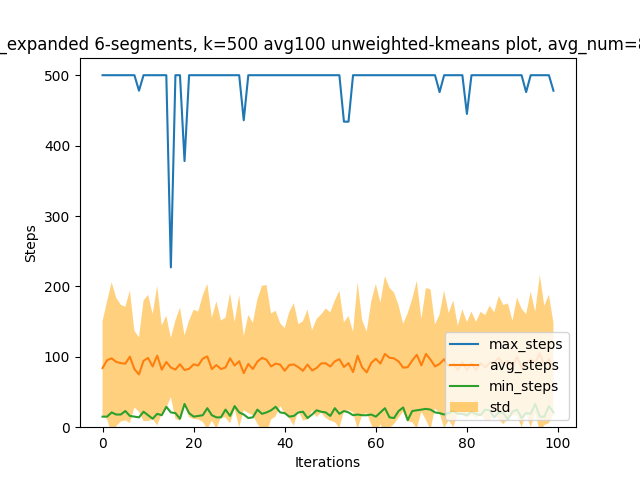 _expanded 6-segments, k=500 avg100 unweighted-kmeans plot, avg_num=8
500
400
300
200
100
0
Steps
0 20 40 60 80 100
Iterations
max_steps
avg_steps
min_steps
std